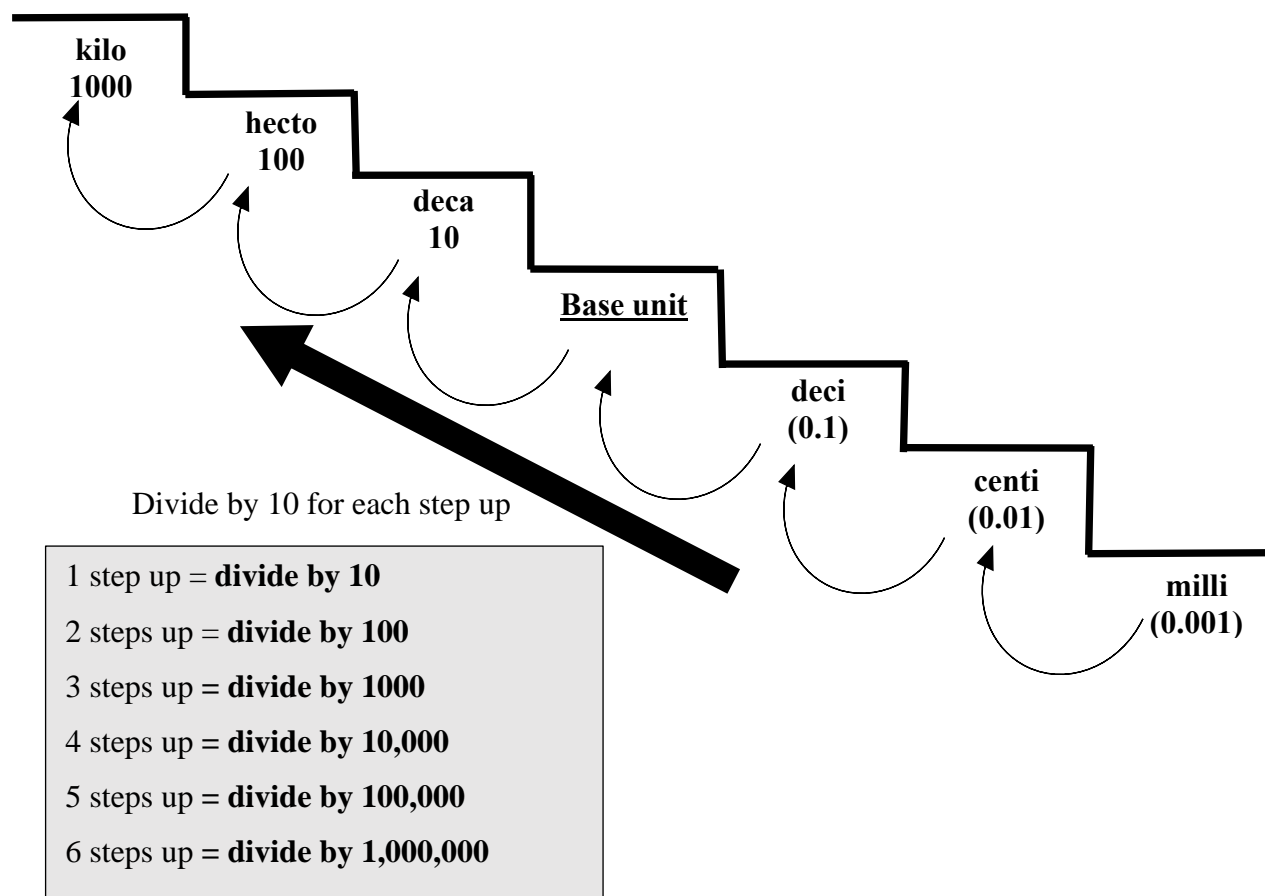 kilo
1000
hecto
100
deca
10
Base unit
deci
(0.1)
centi
(0.01)
milli
(0.001)
Divide by 10 for each step up
1 step up = divide by 10
2 steps up = divide by 100
3 steps up = divide by 1000
4 steps up = divide by 10,000
5 steps up = divide by 100,000
6 steps up = divide by 1,000,000